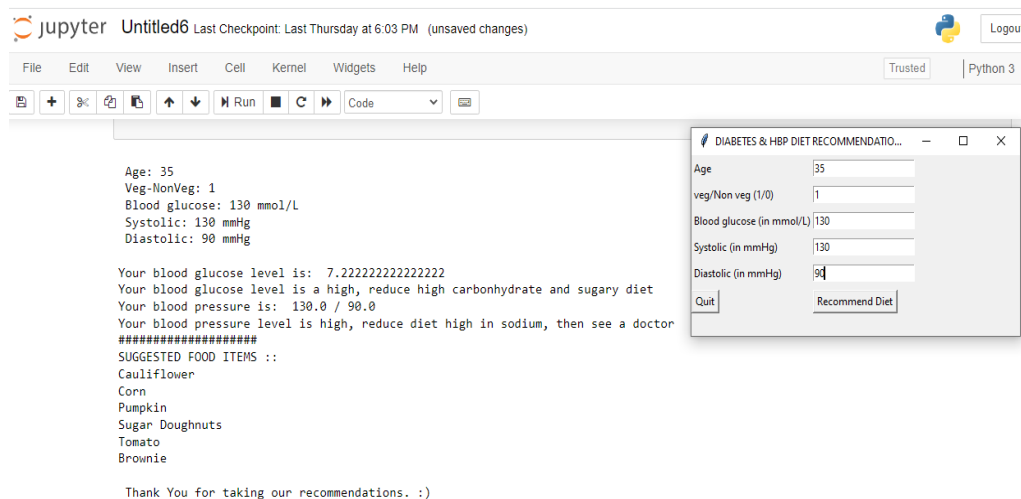 jupyter Untitled6 Last Checkpoint: Last Thursday at 6:03 PM (unsaved changes)
Logou
File Edit View Insert Cell Kernel Widgets Help
Trusted Python 3
Run Code
DIABETES & HBP DIET RECOMMENDATIO...
Age 35
veg/Non veg (1/0) 1
Blood glucose (in mmol/L) 130
Systolic (in mmHg) 130
Diastolic (in mmHg) 90
Quit Recommend Diet
Age: 35
Veg-NonVeg: 1
Blood glucose: 130 mmol/L
Systolic: 130 mmHg
Diastolic: 90 mmHg
Your blood glucose level is: 7.222222222222222
Your blood glucose level is a high, reduce high carbonhydrate and sugary diet
Your blood pressure is: 130.0 / 90.0
Your blood pressure level is high, reduce diet high in sodium, then see a doctor
####################
SUGGESTED FOOD ITEMS ::
Cauliflower
Corn
Pumpkin
Sugar Doughnuts
Tomato
Brownie
Thank You for taking our recommendations. :)